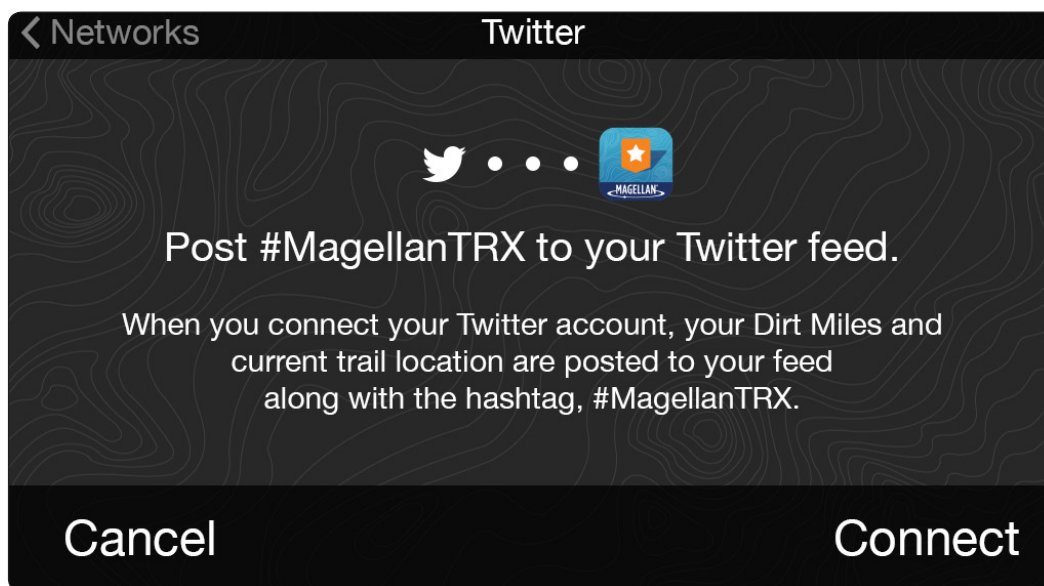 Networks
Twitter
MAGELLAN
Post #MagellanTRX to your Twitter feed.
When you connect your Twitter account, your Dirt Miles and
current trail location are posted to your feed
along with the hashtag, #MagellanTRX.
Cancel
Connect